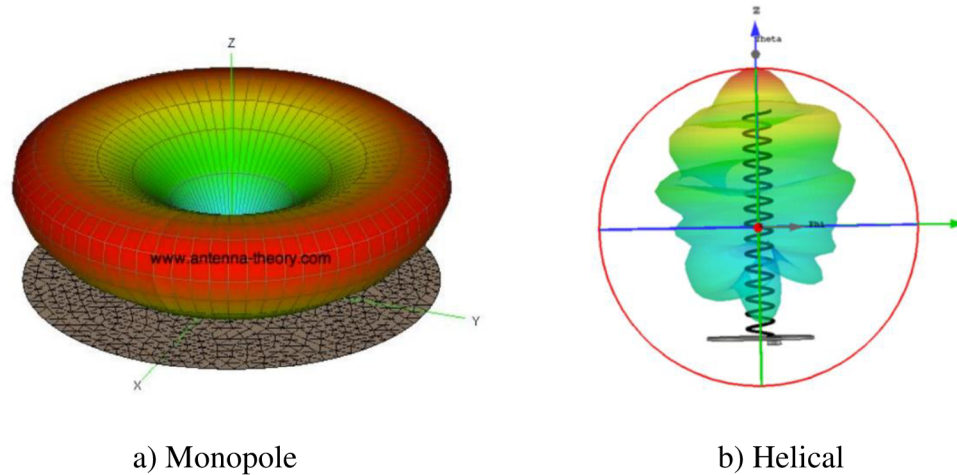 Z
www.antenna-theory.com
Y
X
z
Theta
Phi
a) Monopole
b) Helical